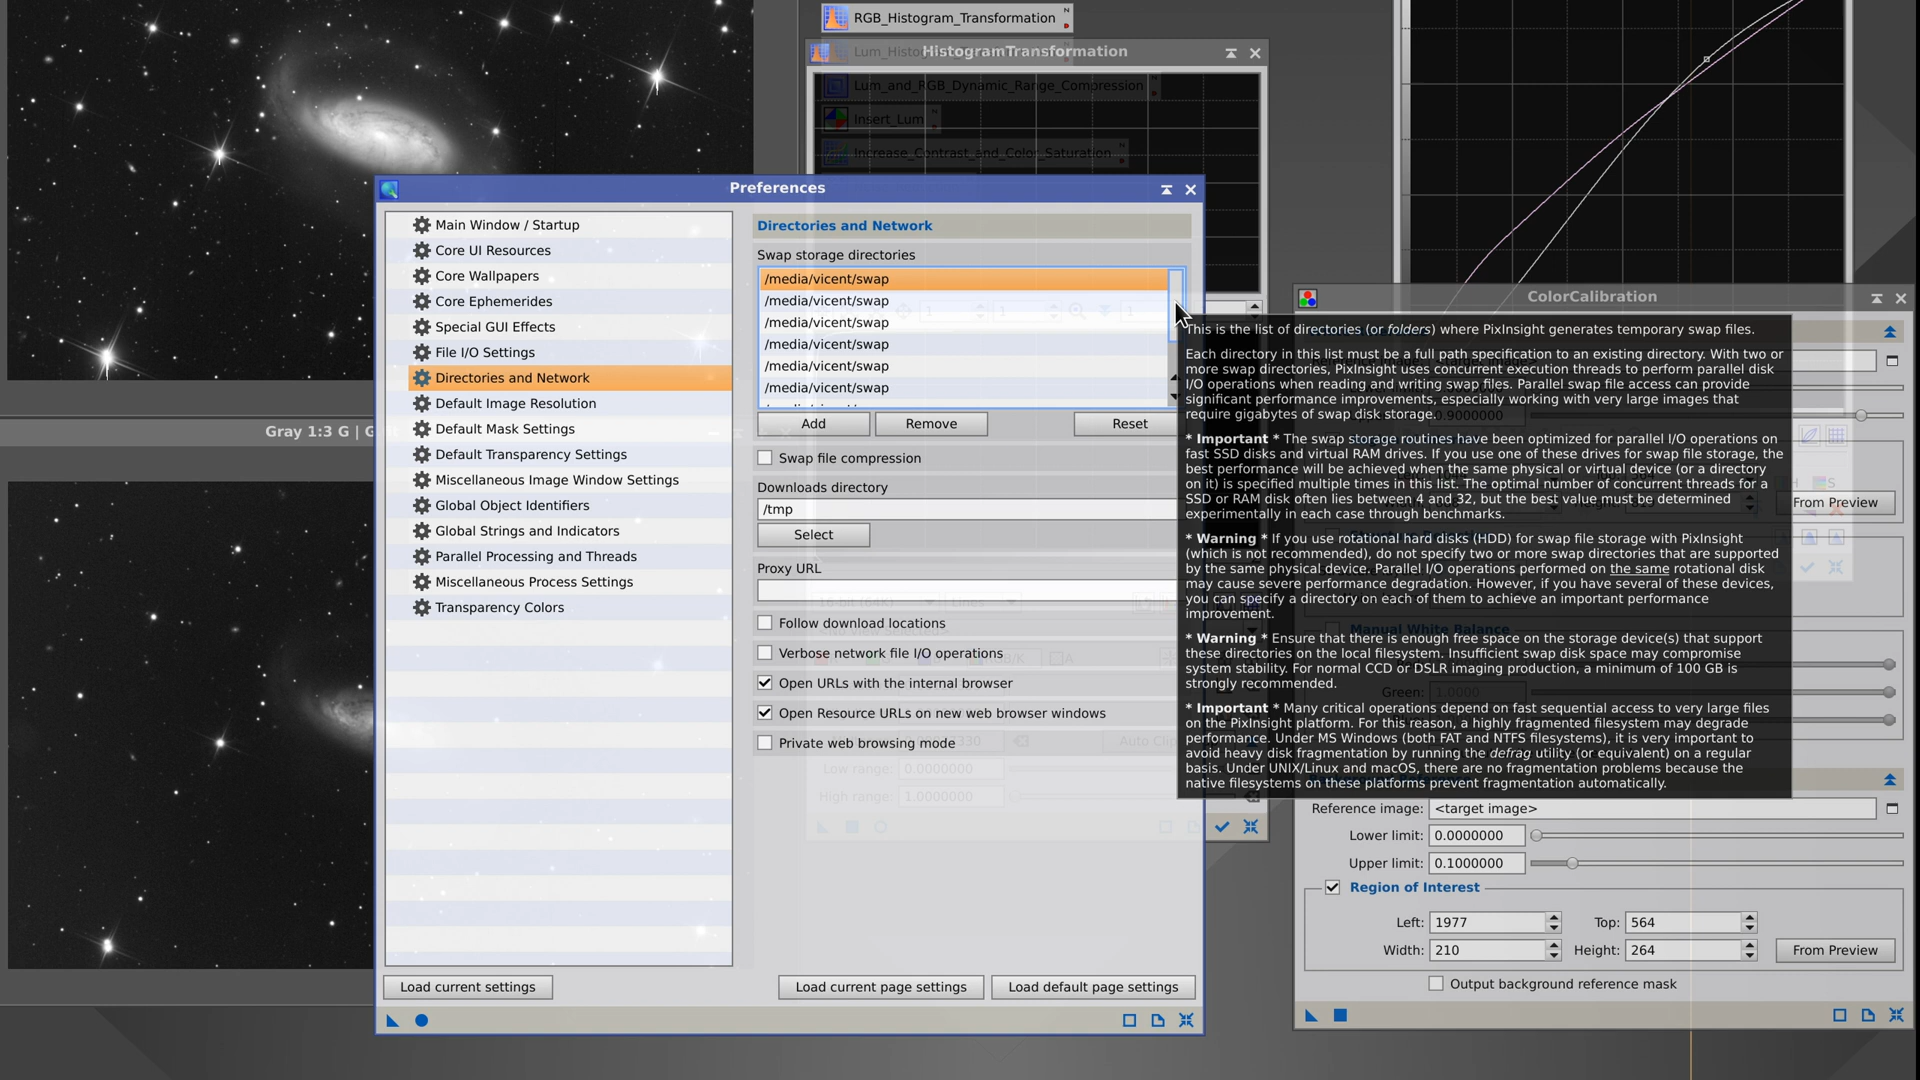 RGB_Histogram_Transformation
Lum_Histo
HistogramTransformation
Lum_and_RGB_Dynamic_Range_Compression
Insert_Lum
Increase_Contrast_and_Color_Saturation
Gray 1:3 G | G
Preferences
Main Window / Startup
Core UI Resources
Core Wallpapers
Core Ephemerides
Special GUI Effects
File I/O Settings
Directories and Network
Default Image Resolution
Default Mask Settings
Default Transparency Settings
Miscellaneous Image Window Settings
Global Object Identifiers
Global Strings and Indicators
Parallel Processing and Threads
Miscellaneous Process Settings
Transparency Colors
Load current settings
Directories and Network
Swap storage directories
/media/vicent/swap
/media/vicent/swap
/media/vicent/swap
/media/vicent/swap
/media/vicent/swap
/media/vicent/swap
Add Remove Reset
Swap file compression
Downloads directory
/tmp
Select
Proxy URL
Follow download locations
Verbose network file I/O operations
Open URLs with the internal browser
Open Resource URLs on new web browser windows
Private web browsing mode
Low range: 0.0000000
High range: 1.0000000
Load current page settings Load default page settings
This is the list of directories (or folders) where PixInsight generates temporary swap files.
Each directory in this list must be a full path specification to an existing directory. With two or
more swap directories, PixInsight uses concurrent execution threads to perform parallel disk
I/O operations when reading and writing swap files. Parallel swap file access can provide
significant performance improvements, especially working with very large images that
require gigabytes of swap disk storage.
* Important * The swap storage routines have been optimized for parallel I/O operations on
fast SSD disks and virtual RAM drives. If you use one of these drives for swap file storage, the
best performance will be achieved when the same physical or virtual device (or a directory
on it) is specified multiple times in this list. The optimal number of concurrent threads for a
SSD or RAM disk often lies between 4 and 32, but the best value must be determined
experimentally in each case through benchmarks.
* Warning * If you use rotational hard disks (HDD) for swap file storage with PixInsight
(which is not recommended), do not specify two or more swap directories that are supported
by the same physical device. Parallel I/O operations performed on the same rotational disk
may cause severe performance degradation. However, if you have several of these devices,
you can specify a directory on each of them to achieve an important performance
improvement.
* Warning * Ensure that there is enough free space on the storage device(s) that support
these directories on the local filesystem. Insufficient swap disk space may compromise
system stability. For normal CCD or DSLR imaging production, a minimum of 100 GB is
strongly recommended.
* Important * Many critical operations depend on fast sequential access to very large files
on the PixInsight platform. For this reason, a highly fragmented filesystem may degrade
performance. Under MS Windows (both FAT and NTFS filesystems), it is very important to
avoid heavy disk fragmentation by running the defrag utility (or equivalent) on a regular
basis. Under UNIX/Linux and macOS, there are no fragmentation problems because the
native filesystems on these platforms prevent fragmentation automatically.
ColorCalibration
From Preview
Manual White Balance
Green: 1.0000
Reference image: <target image>
Lower limit: 0.0000000
Upper limit: 0.1000000
Region of Interest
Left: 1977 Top: 564
Width: 210 Height: 264
From Preview
Output background reference mask